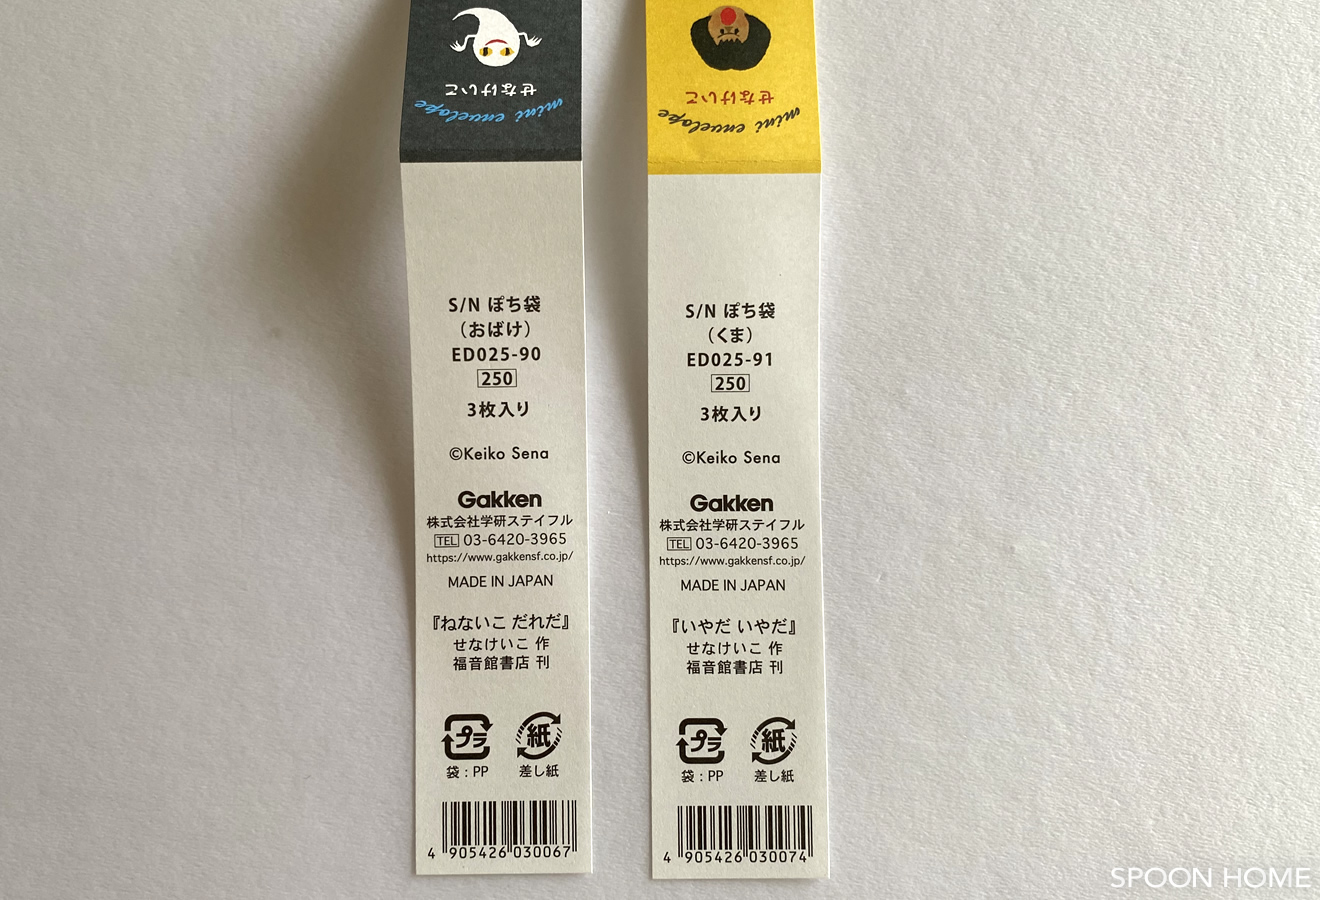 せなけいこ
mini envelope
S/N ぽち袋
（おばけ）
ED025-90
250
3枚入り
©Keiko Sena
Gakken
株式会社学研ステイフル
TEL 03-6420-3965
https://www.gakkensf.co.jp/
MADE IN JAPAN
『ねないこ だれだ』
せなけいこ 作
福音館書店 刊
プラ
紙
袋：PP
差し紙
4 905426 030067
せなけいこ
mini envelope
S/N ぽち袋
（くま）
ED025-91
250
3枚入り
©Keiko Sena
Gakken
株式会社学研ステイフル
TEL 03-6420-3965
https://www.gakkensf.co.jp/
MADE IN JAPAN
『いやだ いやだ』
せなけいこ 作
福音館書店 刊
プラ
紙
袋：PP
差し紙
4 905426 030074
SPOON HOME